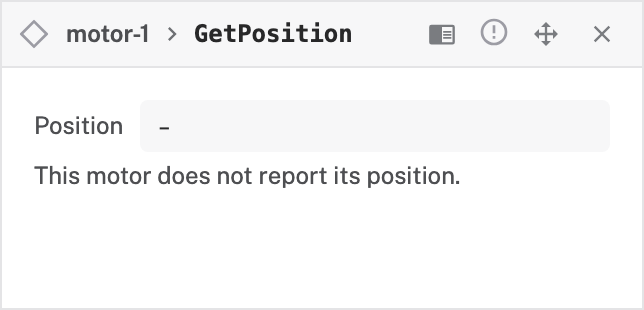 motor-1 > GetPosition
Position –
This motor does not report its position.